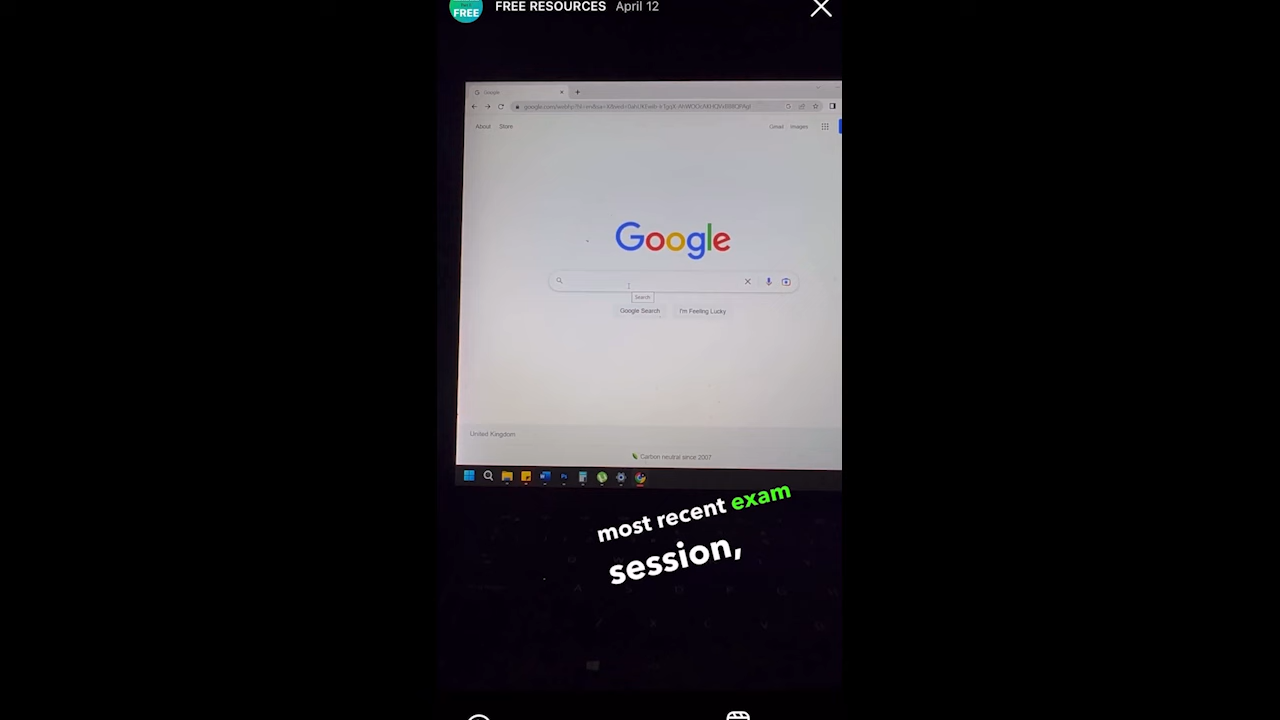 FREE
FREE RESOURCES April 12
Google
About Store
Gmail Images
Google
Search
Google Search I'm Feeling Lucky
United Kingdom
Carbon neutral since 2007
most recent exam
session,